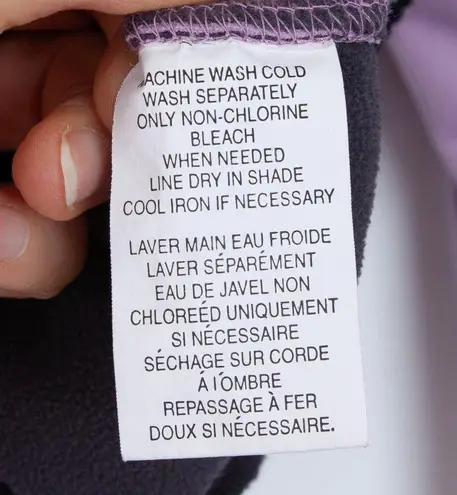 MACHINE WASH COLD
WASH SEPARATELY
ONLY NON-CHLORINE
BLEACH
WHEN NEEDED
LINE DRY IN SHADE
COOL IRON IF NECESSARY
LAVER MAIN EAU FROIDE
LAVER SÉPARÉMENT
EAU DE JAVEL NON
CHLOREÉD UNIQUEMENT
SI NÉCESSAIRE
SÉCHAGE SUR CORDE
Á I'OMBRE
REPASSAGE À FER
DOUX SI NÉCESSAIRE.